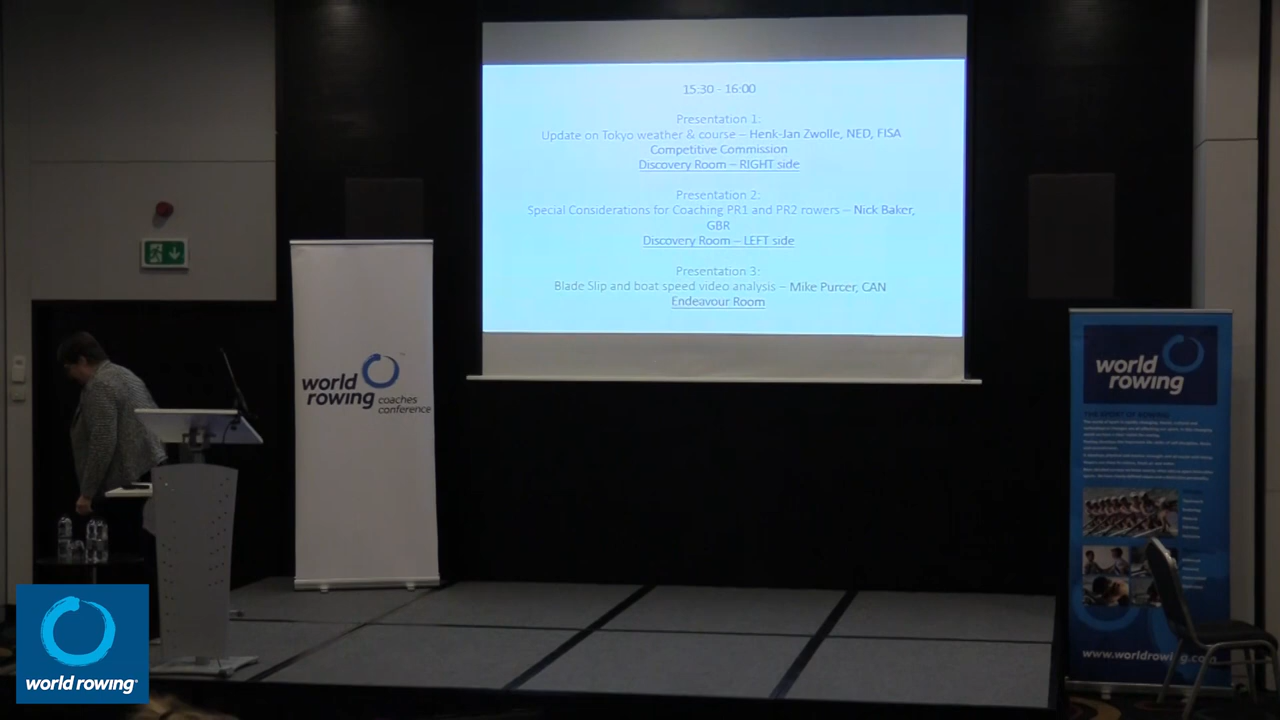 15:30 - 16:00
Presentation 1:
Update on Tokyo weather & course – Henk-Jan Zwolle, NED, FISA
Competitive Commission
Discovery Room – RIGHT side
Presentation 2:
Special Considerations for Coaching PR1 and PR2 rowers – Nick Baker,
GBR
Discovery Room – LEFT side
Presentation 3:
Blade Slip and boat speed video analysis – Mike Purcer, CAN
Endeavour Room
world
rowing coaches
conference
world
rowing
THE SPORT OF ROWING
www.worldrowing.com
world rowing